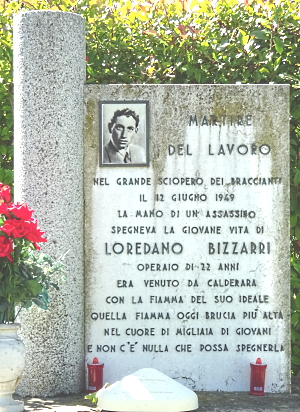 MARTIRE
DEL LAVORO
NEL GRANDE SCIOPERO DEI BRACCIANTI
IL 12 GIUGNO 1949
LA MANO DI UN ASSASSINO
SPEGNEVA LA GIOVANE VITA DI
LOREDANO BIZZARRI
OPERAIO DI 22 ANNI
ERA VENUTO DA CALDERARA
CON LA FIAMMA DEL SUO IDEALE
QUELLA FIAMMA OGGI BRUCIA PIU' ALTA
NEL CUORE DI MIGLIAIA DI GIOVANI
E NON C'È NULLA CHE POSSA SPEGNERLA